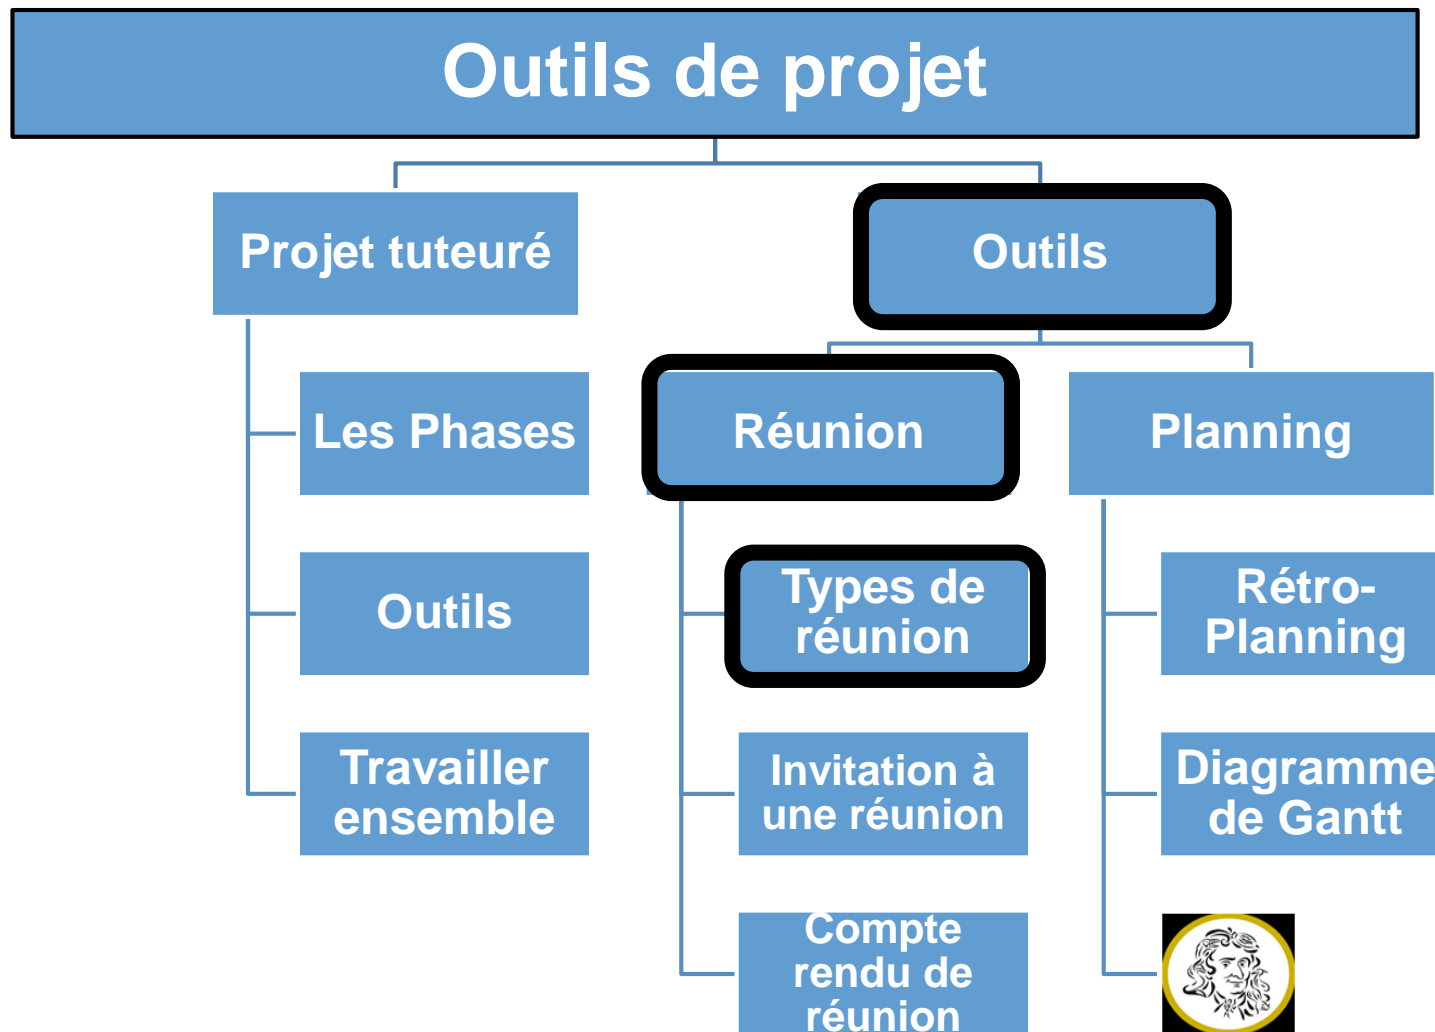 Outils de projet
Projet tuteuré
Outils
Les Phases
Réunion
Planning
Outils
Types de
réunion
Rétro-
Planning
Travailler
ensemble
Invitation à
une réunion
Diagramme
de Gantt
Compte
rendu de
réunion